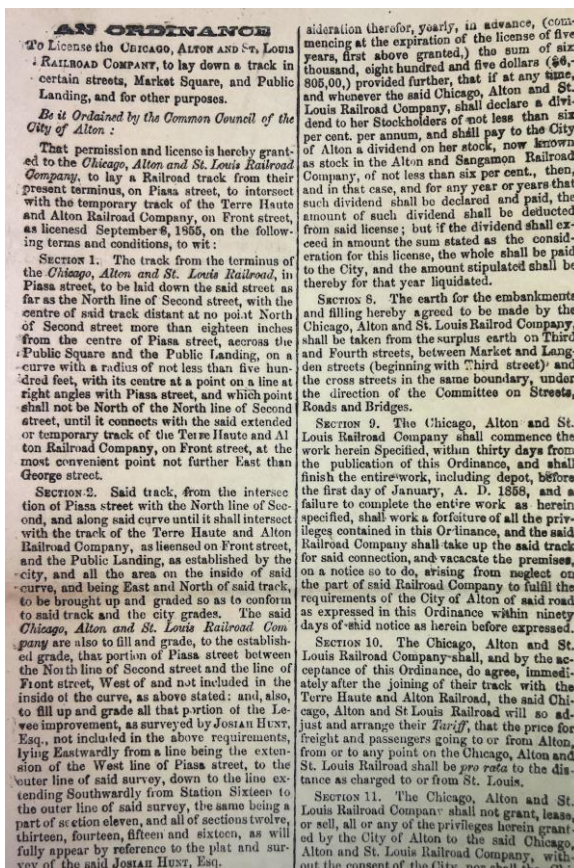 AN ORDINANCE
To License the CHICAGO, ALTON AND ST. LOUIS
RAILROAD COMPANY, to lay down a track in
certain streets, Market Square, and Public
Landing, and for other purposes.
Be it Ordained by the Common Council of the
City of Alton :
That permission and license is hereby grant-
ed to the Chicago, Alton and St. Louis Railroad
Company, to lay a Railroad track from their
present terminus, on Piasa street, to intersect
with the temporary track of the Terre Haute
and Alton Railroad Company, on Front street,
as licensed September 8, 1855, on the follow-
ing terms and conditions, to wit :
SECTION 1. The track from the terminus of
the Chicago, Alton and St. Louis Railroad, in
Piasa street, to be laid down the said street as
far as the North line of Second street, with the
centre of said track distant at no point North
of Second street more than eighteen inches
from the centre of Piasa street, accross the
Public Square and the Public Landing, on a
curve with a radius of not less than five hun-
dred feet, with its centre at a point on a line at
right angles with Piasa street, and which point
shall not be North of the North line of Second
street, until it connects with the said extended
or temporary track of the Terre Haute and Al
ton Railroad Company, on Front street, at the
most convenient point not further East than
George street.
SECTION 2. Said track, from the intersec
tion of Piasa street with the North line of Sec-
ond, and along said curve until it shall intersect
with the track of the Terre Haute and Alton
Railroad Company, as licensed on Front street,
and the Public Landing, as established by the
city, and all the area on the inside of said
curve, and being East and North of said track,
to be brought up and graded so as to conform
to said track and the city grades. The said
Chicago, Alton and St. Louis Railroad Com
pany are also to fill and grade, to the establish-
ed grade, that portion of Piasa street between
the North line of Second street and the line of
Front street, West of and not included in the
inside of the curve, as above stated: and, also,
to fill up and grade all that portion of the Le-
vee improvement, as surveyed by JOSIAH HUNT,
Esq., not included in the above requirements,
lying Eastwardly from a line being the exten-
sion of the West line of Piasa street, to the
outer line of said survey, down to the line ex-
tending Southwardly from Station Sixteen to
the outer line of said survey, the same being a
part of section eleven, and all of sections twelve,
thirteen, fourteen, fifteen and sixteen, as will
fully appear by reference to the plat and sur-
vey of the said JOSIAH HUNT, Esq.
sideration therefor, yearly, in advance, (com-
mencing at the expiration of the license of five
years, first above granted,) the sum of six
thousand, eight hundred and five dollars ($6,-
805,00,) provided further, that if at any time,
and whenever the said Chicago, Alton and St.
Louis Railroad Company, shall declare a divi-
dend to her Stockholders of not less than six
per cent. per annum, and shall pay to the City
of Alton a dividend on her stock, now known
as stock in the Alton and Sangamon Railroad
Company, of not less than six per cent., then,
and in that case, and for any year or years that
such dividend shall be declared and paid, the
amount of such dividend shall be deducted
from said license ; but if the dividend shall ex-
ceed in amount the sum stated as the consid-
eration for this license, the whole shall be paid
to the City, and the amount stipulated shall be
thereby for that year liquidated.
SECTION 8. The earth for the embankments
and filling hereby agreed to be made by the
Chicago, Alton and St. Louis Railrod Company,
shall be taken from the surplus earth on Third
and Fourth streets, between Market and Lang-
den streets (beginning with Third street) and
the cross streets in the same boundary, under
the direction of the Committee on Streets,
Roads and Bridges.
SECTION 9. The Chicago, Alton and St.
Louis Railroad Company shall commence the
work herein Specified, within thirty days from
the publication of this Ordinance, and shall
finish the entire work, including depot, before
the first day of January, A. D. 1858, and a
failure to complete the entire work as herein
specified, shall work a forfeiture of all the priv-
ileges contained in this Ordinance, and the said
Railroad Company shall take up the said track
for said connection, and vacate the premises,
on a notice so to do, arising from neglect on
the part of said Railroad Company to fulfil the
requirements of the City of Alton of said road
as expressed in this Ordinance within ninety
days of said notice as herein before expressed.
SECTION 10. The Chicago, Alton and St.
Louis Railroad Company shall, and by the ac-
ceptance of this Ordinance, do agree, immedi-
ately after the joining of their track with the
Terre Haute and Alton Railroad, the said Chi-
cago, Alton and St Louis Railroad will so ad-
just and arrange their Tariff, that the price for
freight and passengers going to or from Alton,
from or to any point on the Chicago, Alton and
St. Louis Railroad shall be pro rata to the dis-
tance as charged to or from St. Louis.
SECTION 11. The Chicago, Alton and St.
Louis Railroad Company shall not grant, lease,
or sell, all or any of the privileges herein grant-
ed by the City of Alton to the said Chicago,
Alton and St. Louis Railroad Company, with-
out the consent of the City